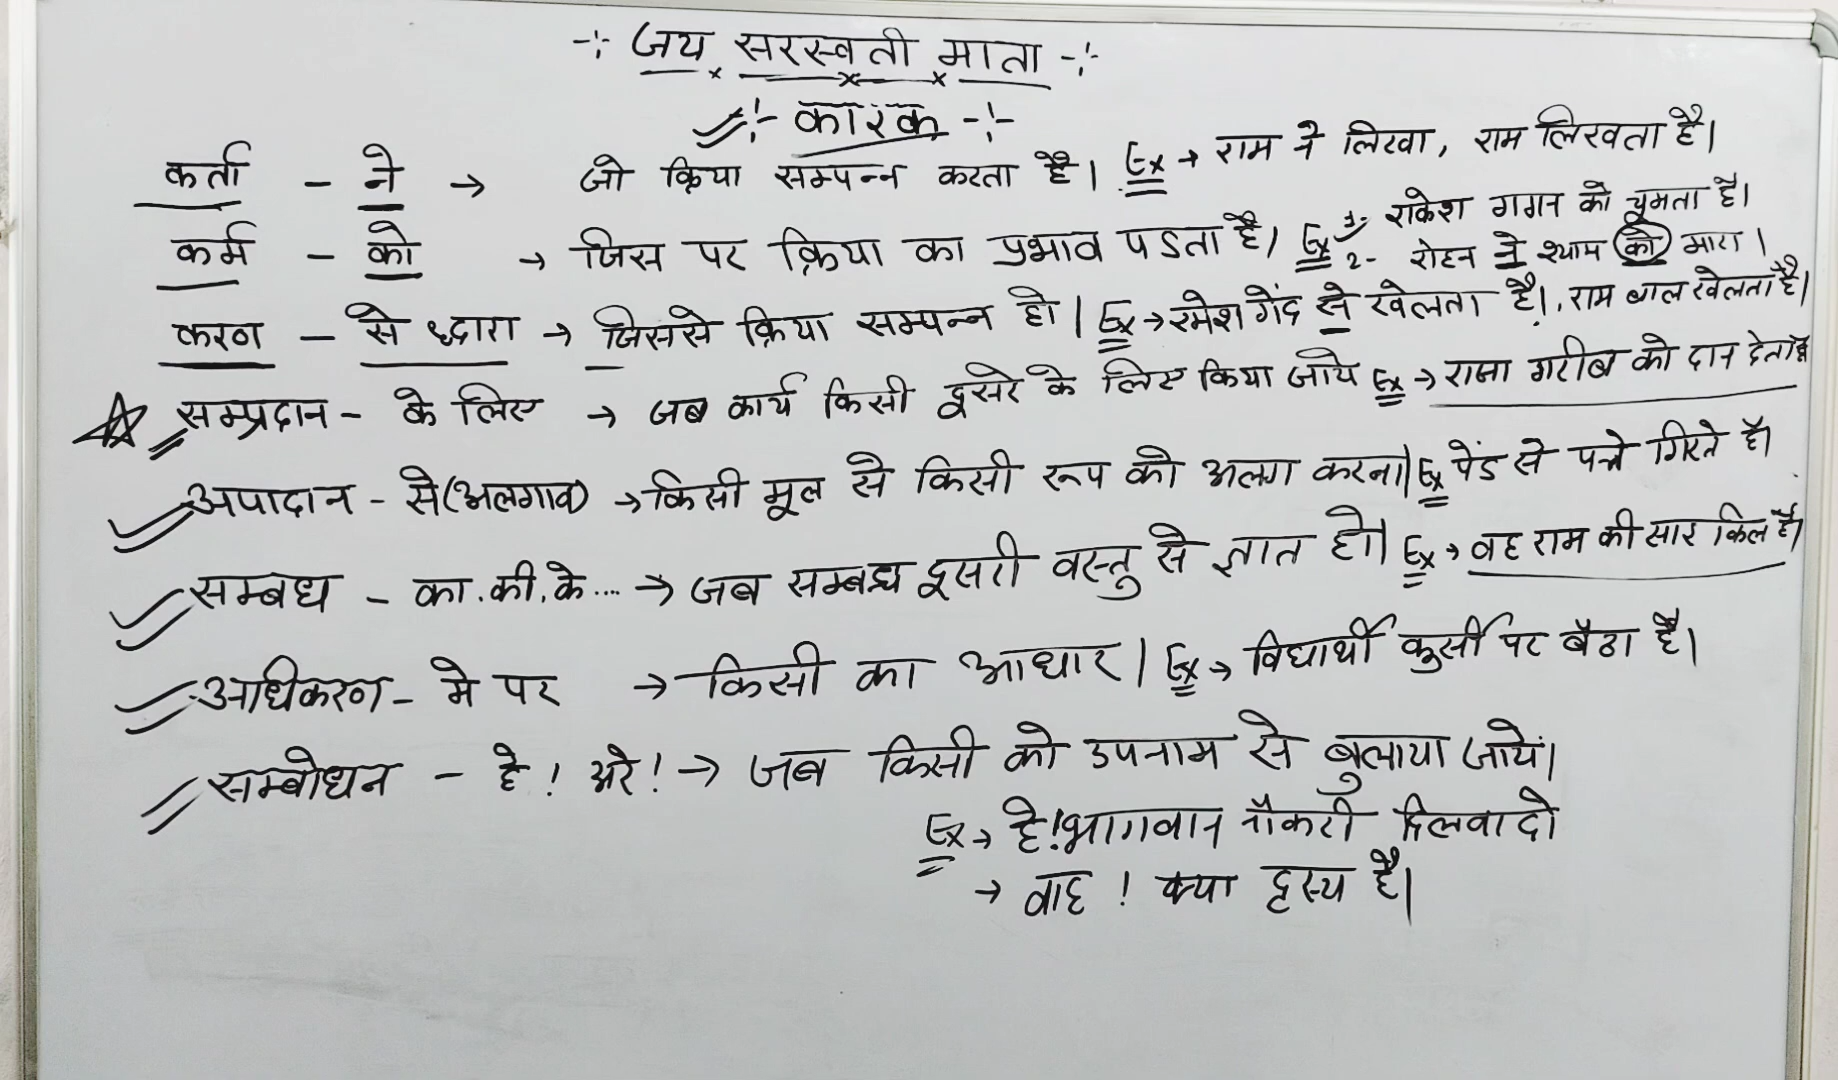 -:- जय सरस्वती माता -:-
-:- कारक -:-
कर्ता - ने → जो क्रिया सम्पन्न करता है। Ex → राम ने लिखा, राम लिखता है।
कर्म - को → जिस पर क्रिया का प्रभाव पडता है। Ex 1- राकेश गगन को चूमता है।
2- रोहन ने श्याम को मारा।
करण - से द्धारा → जिससे क्रिया सम्पन्न हो। Ex → रमेश गेंद से खेलता है।, राम बाल खेलता है।
सम्प्रदान - के लिए → जब कार्य किसी दूसरे के लिए किया जाये Ex → राजा गरीब को दान देता है
अपादान - से (अलगाव) → किसी मूल से किसी रूप को अलग करना। Ex पेंड से पत्ते गिरते है।
सम्बध - का.की.के... → जब सम्बन्ध दूसरी वस्तु से ज्ञात हो। Ex → वह राम की साइकिल है।
अधिकरण - मे पर → किसी का आधार। Ex → विद्यार्थी कुर्सी पर बैठा है।
सम्बोधन - हे! अरे! → जब किसी को उपनाम से बुलाया जाये।
Ex → हे! भागवान नौकरी दिलवादो
→ वाह! क्या दृस्य है।